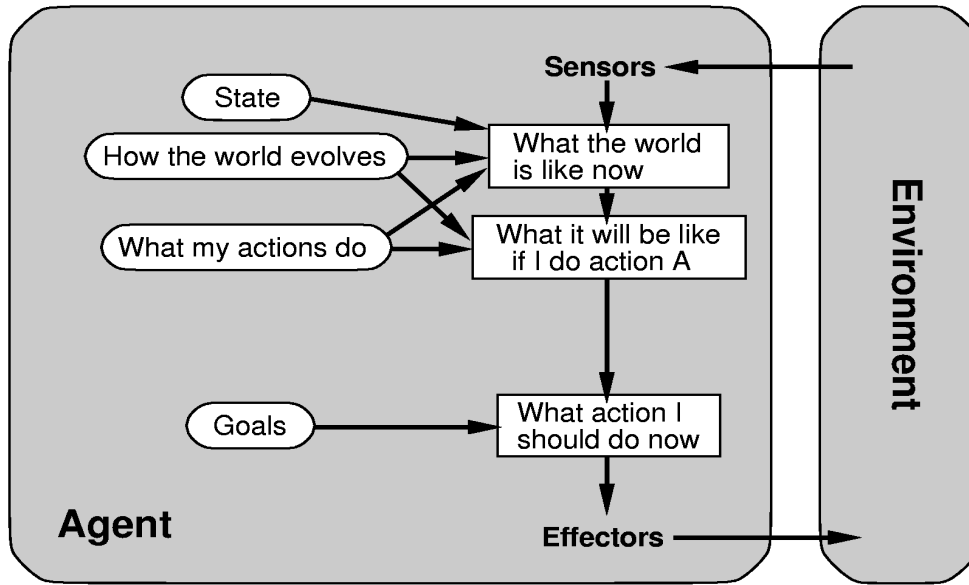 Sensors
State
What the world
is like now
How the world evolves
What my actions do
What it will be like
if I do action A
Goals
What action I
should do now
Agent
Effectors
Environment